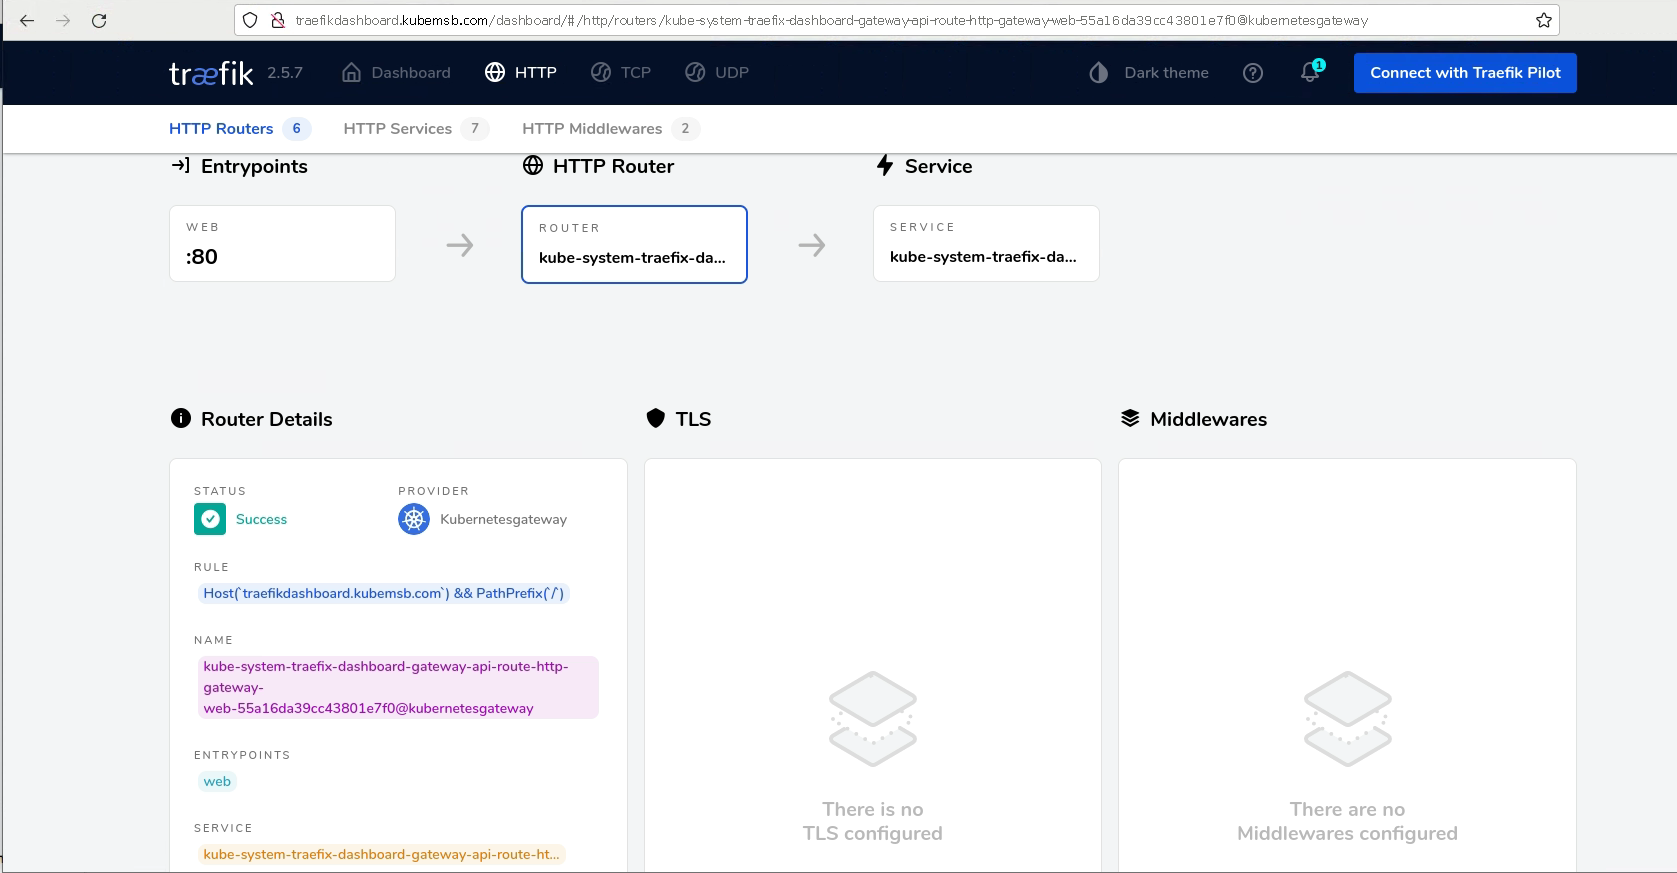 traefikdashboard.kubemsb.com/dashboard/#/http/routers/kube-system-traefix-dashboard-gateway-api-route-http-gateway-web-55a16da39cc43801e7f0@kubernetesgateway
træfik 2.5.7 Dashboard HTTP TCP UDP Dark theme 1 Connect with Traefik Pilot
HTTP Routers 6 HTTP Services 7 HTTP Middlewares 2
Entrypoints HTTP Router Service
WEB
:80
ROUTER
kube-system-traefix-da...
SERVICE
kube-system-traefix-da...
Router Details
STATUS PROVIDER
Success Kubernetesgateway
RULE
Host(`traefikdashboard.kubemsb.com`) && PathPrefix(`/`)
NAME
kube-system-traefix-dashboard-gateway-api-route-http-
gateway-
web-55a16da39cc43801e7f0@kubernetesgateway
ENTRYPOINTS
web
SERVICE
kube-system-traefix-dashboard-gateway-api-route-ht...
TLS
There is no
TLS configured
Middlewares
There are no
Middlewares configured